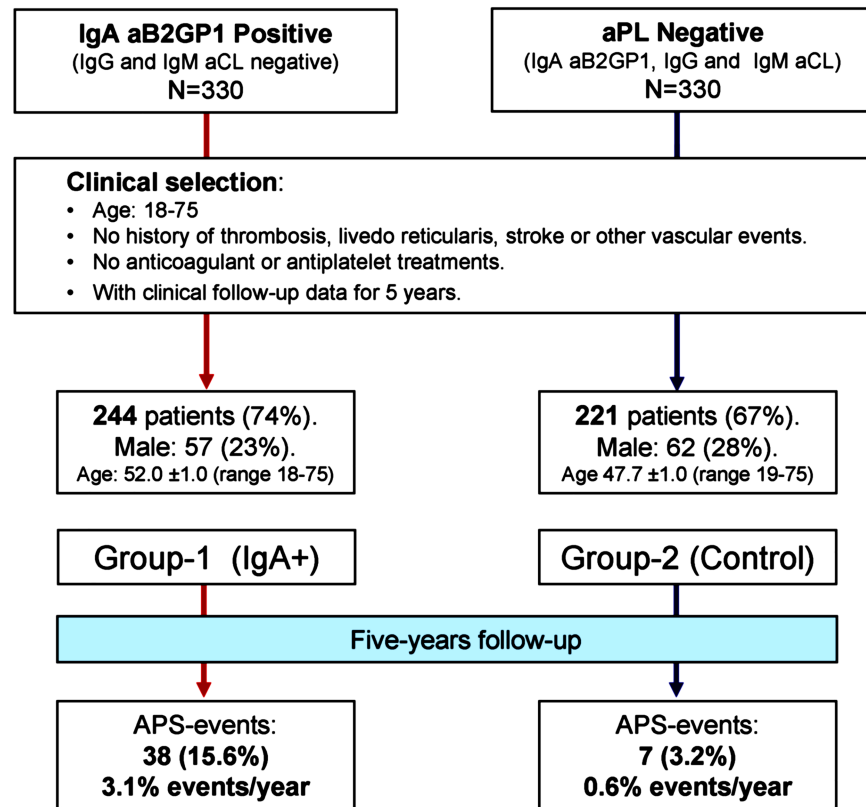 IgA aB2GP1 Positive
(IgG and IgM aCL negative)
N=330
aPL Negative
(IgA aB2GP1, IgG and IgM aCL)
N=330
Clinical selection:
• Age: 18-75
• No history of thrombosis, livedo reticularis, stroke or other vascular events.
• No anticoagulant or antiplatelet treatments.
• With clinical follow-up data for 5 years.
244 patients (74%).
Male: 57 (23%).
Age: 52.0 ±1.0 (range 18-75)
221 patients (67%).
Male: 62 (28%).
Age 47.7 ±1.0 (range 19-75)
Group-1 (IgA+)
Group-2 (Control)
Five-years follow-up
APS-events:
38 (15.6%)
3.1% events/year
APS-events:
7 (3.2%)
0.6% events/year